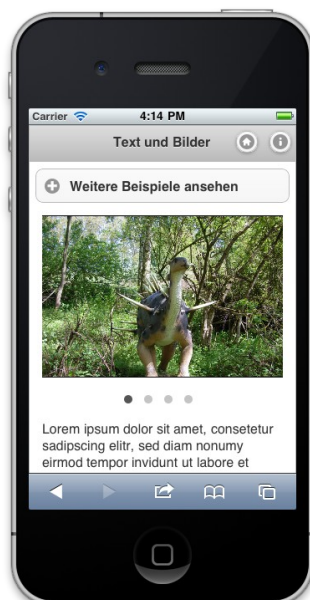 Carrier 4:14 PM
Text und Bilder
Weitere Beispiele ansehen
Lorem ipsum dolor sit amet, consetetur
sadipscing elitr, sed diam nonumy
eirmod tempor invidunt ut labore et